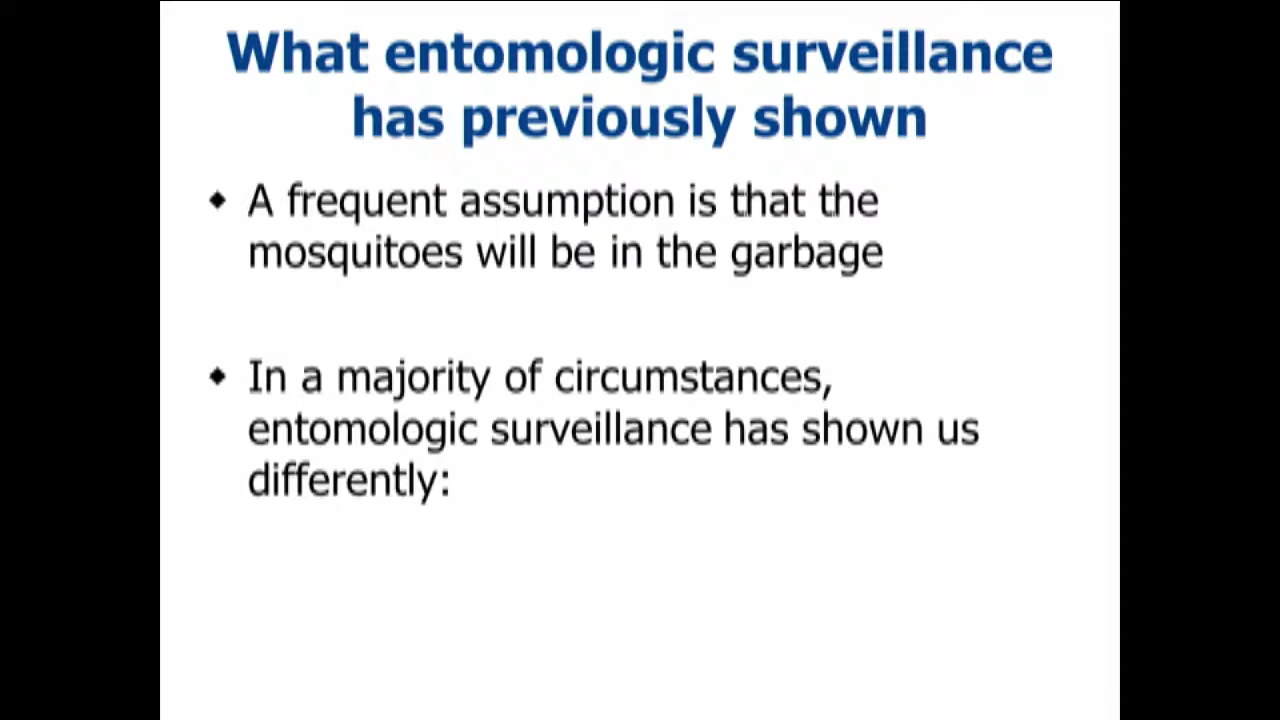 What entomologic surveillance
has previously shown
◆ A frequent assumption is that the
mosquitoes will be in the garbage
◆ In a majority of circumstances,
entomologic surveillance has shown us
differently: